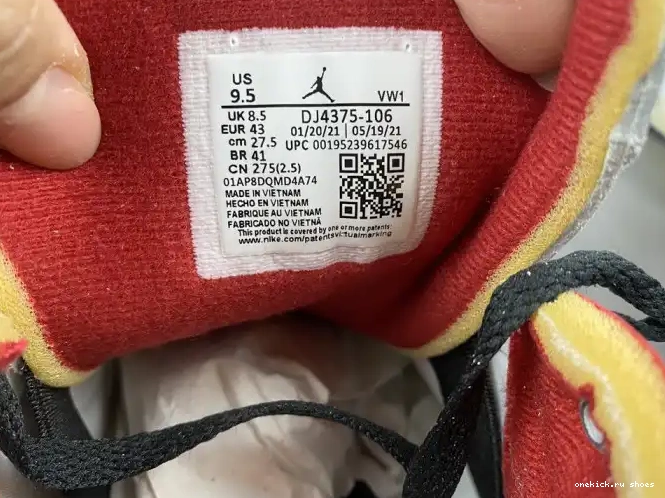 US
9.5
VW1
UK 8.5
DJ4375-106
EUR 43
01/20/21 | 05/19/21
cm 27.5
UPC 00195239617546
BR 41
CN 275(2.5)
01AP8DQMD4A74
MADE IN VIETNAM
HECHO EN VIETNAM
FABRIQUE AU VIETNAM
FABRICADO NO VIETNÃ
This product is covered by one or more patents:
www.nike.com/patentsvirtualmarking
onekick.ru shoes